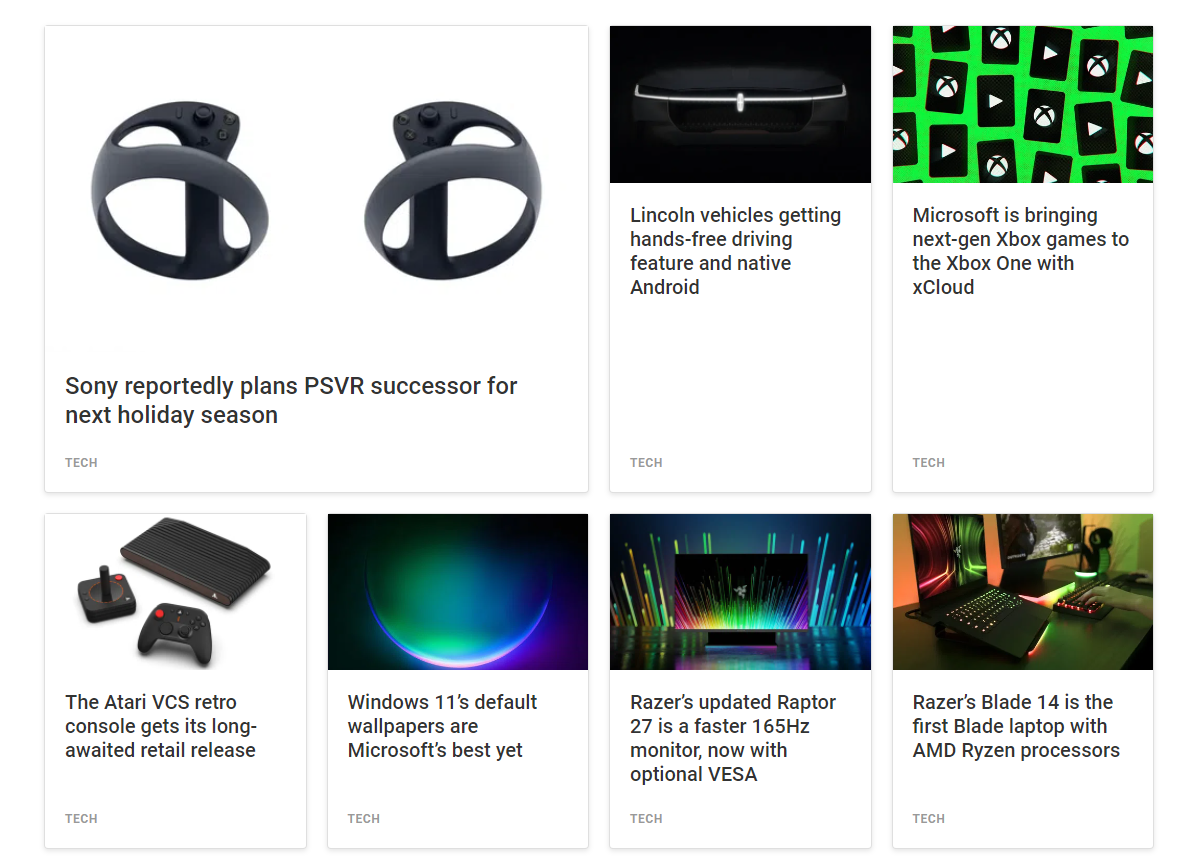 Sony reportedly plans PSVR successor for
next holiday season
TECH
Lincoln vehicles getting
hands-free driving
feature and native
Android
TECH
Microsoft is bringing
next-gen Xbox games to
the Xbox One with
xCloud
TECH
The Atari VCS retro
console gets its long-
awaited retail release
TECH
Windows 11’s default
wallpapers are
Microsoft’s best yet
TECH
Razer’s updated Raptor
27 is a faster 165Hz
monitor, now with
optional VESA
TECH
Razer’s Blade 14 is the
first Blade laptop with
AMD Ryzen processors
TECH